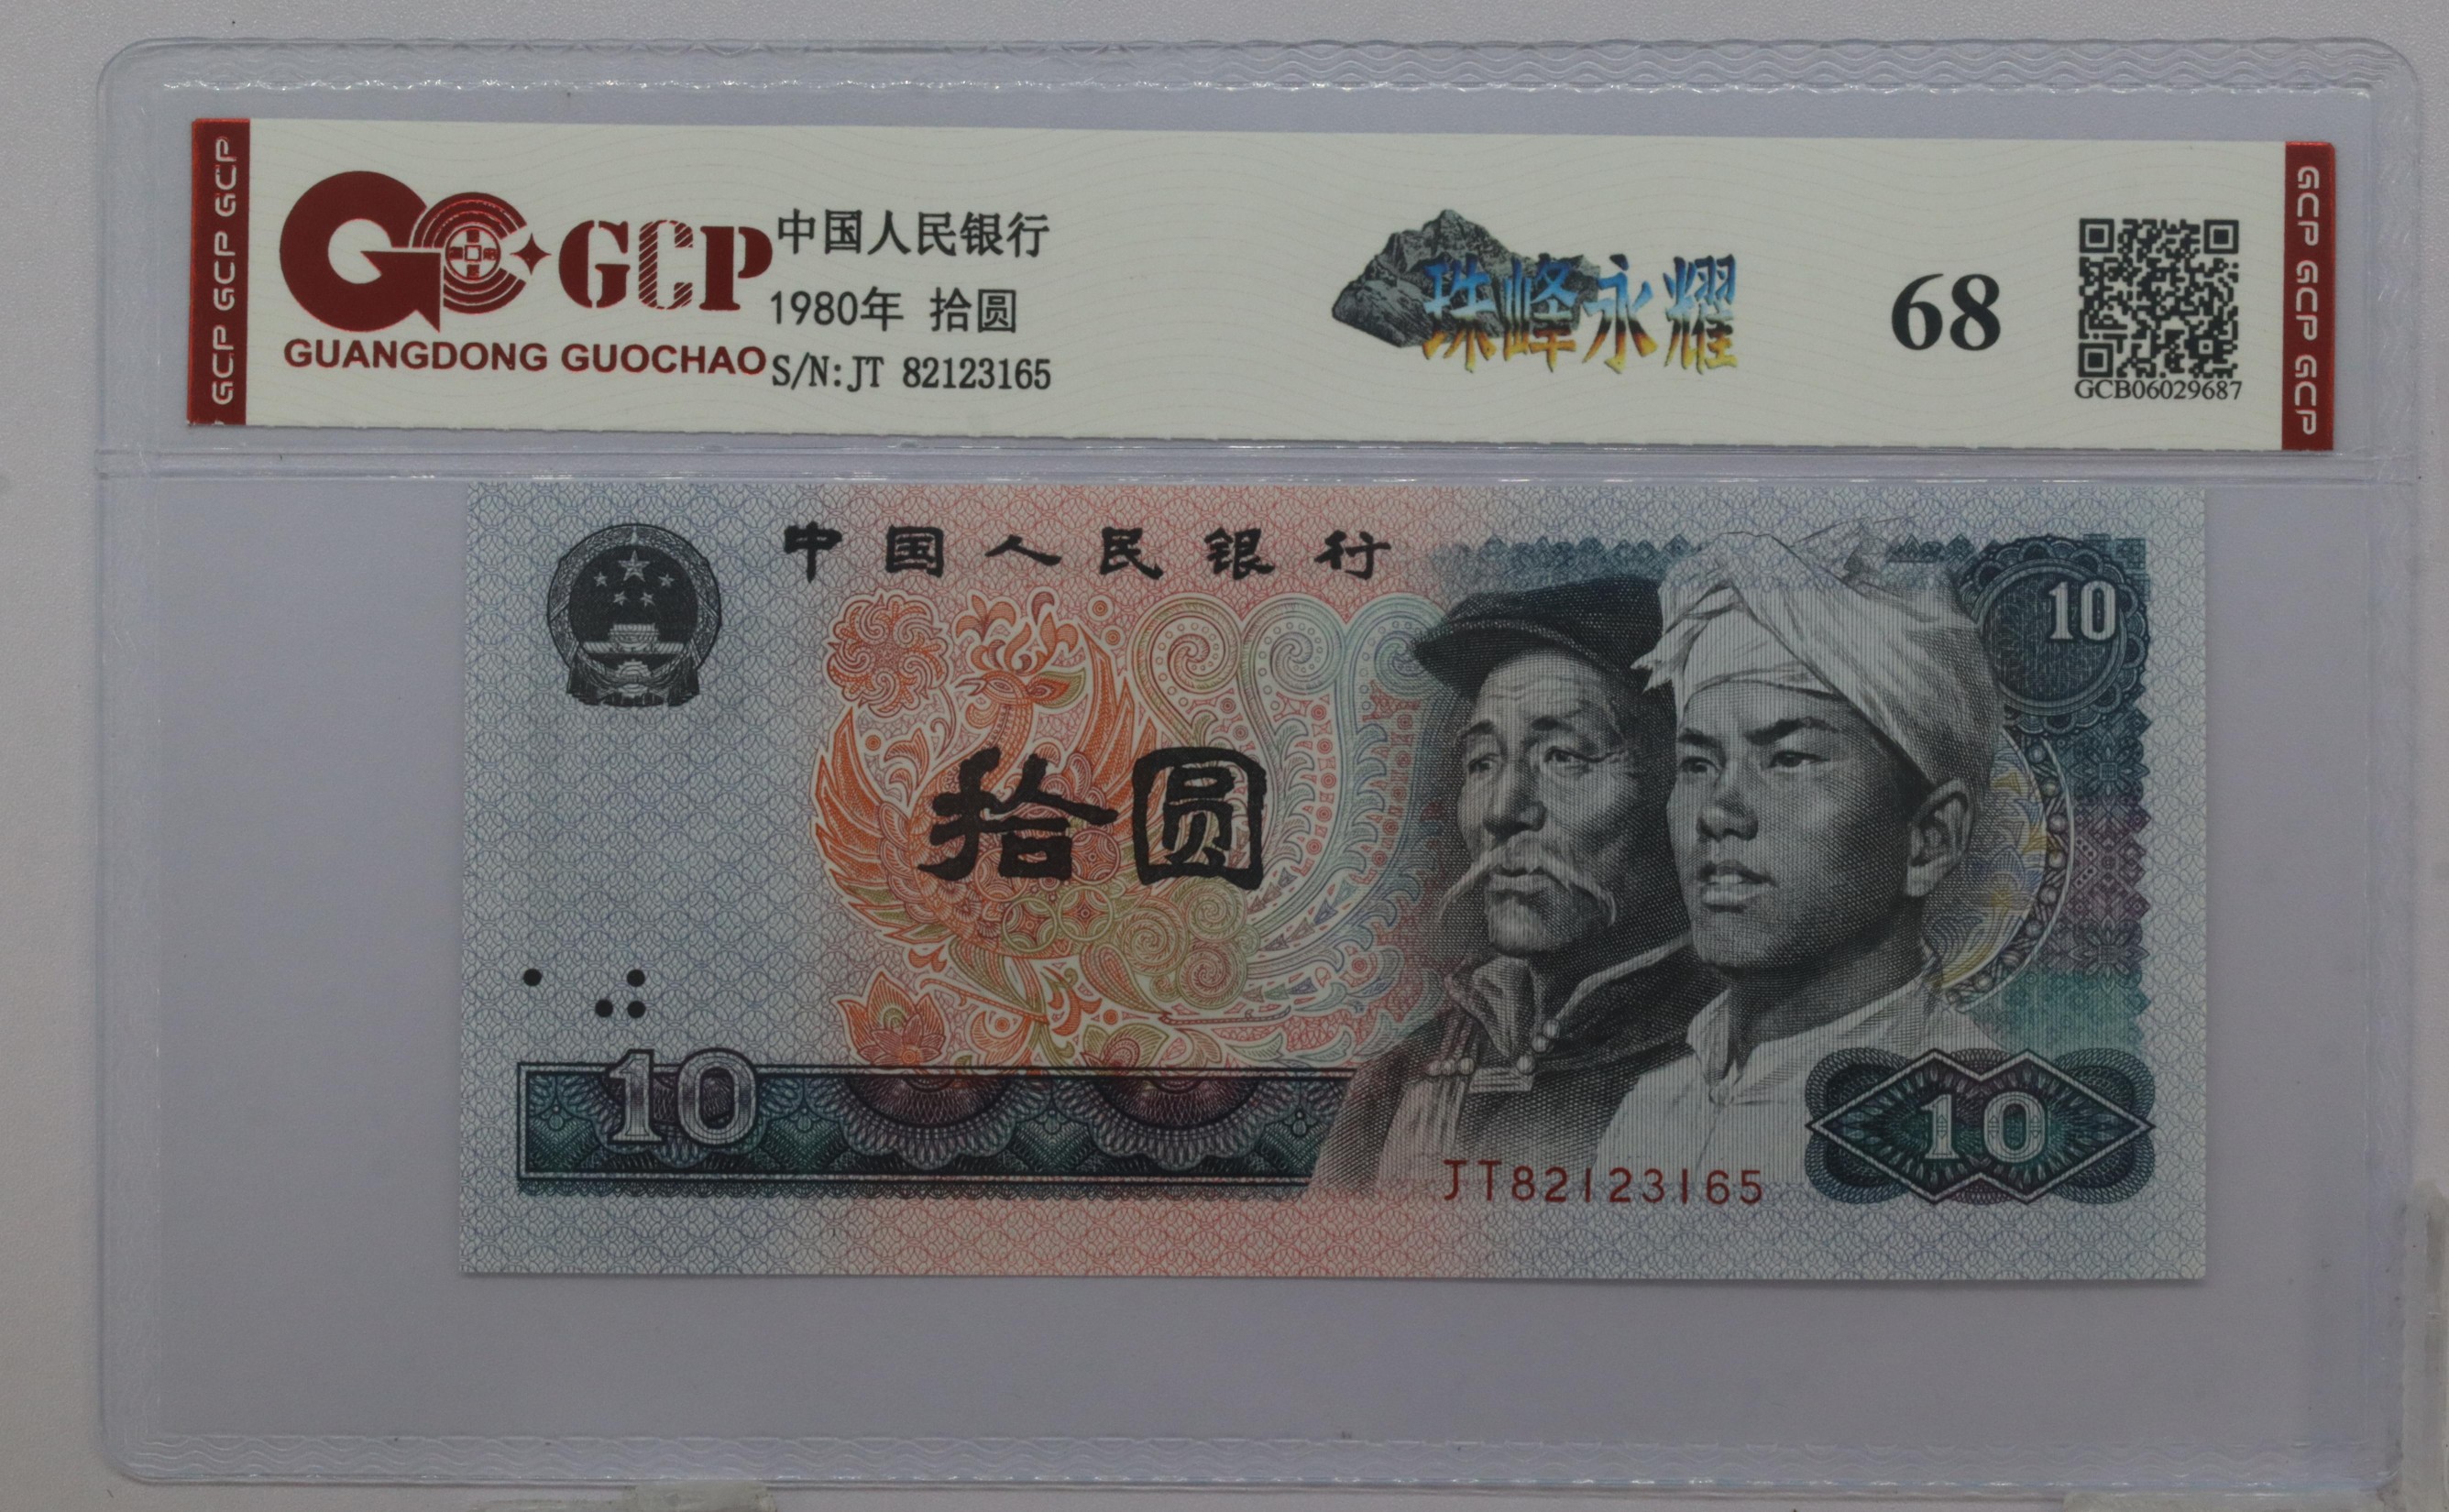 GCP GCP GCP
GCP
GUANGDONG GUOCHAO
中国人民银行
1980年 拾圆
S/N:JT 82123165
珠峰永耀
68
GCB06029687
GCP GCP GCP
中国人民银行
10
拾圆
10
JT82123165
10